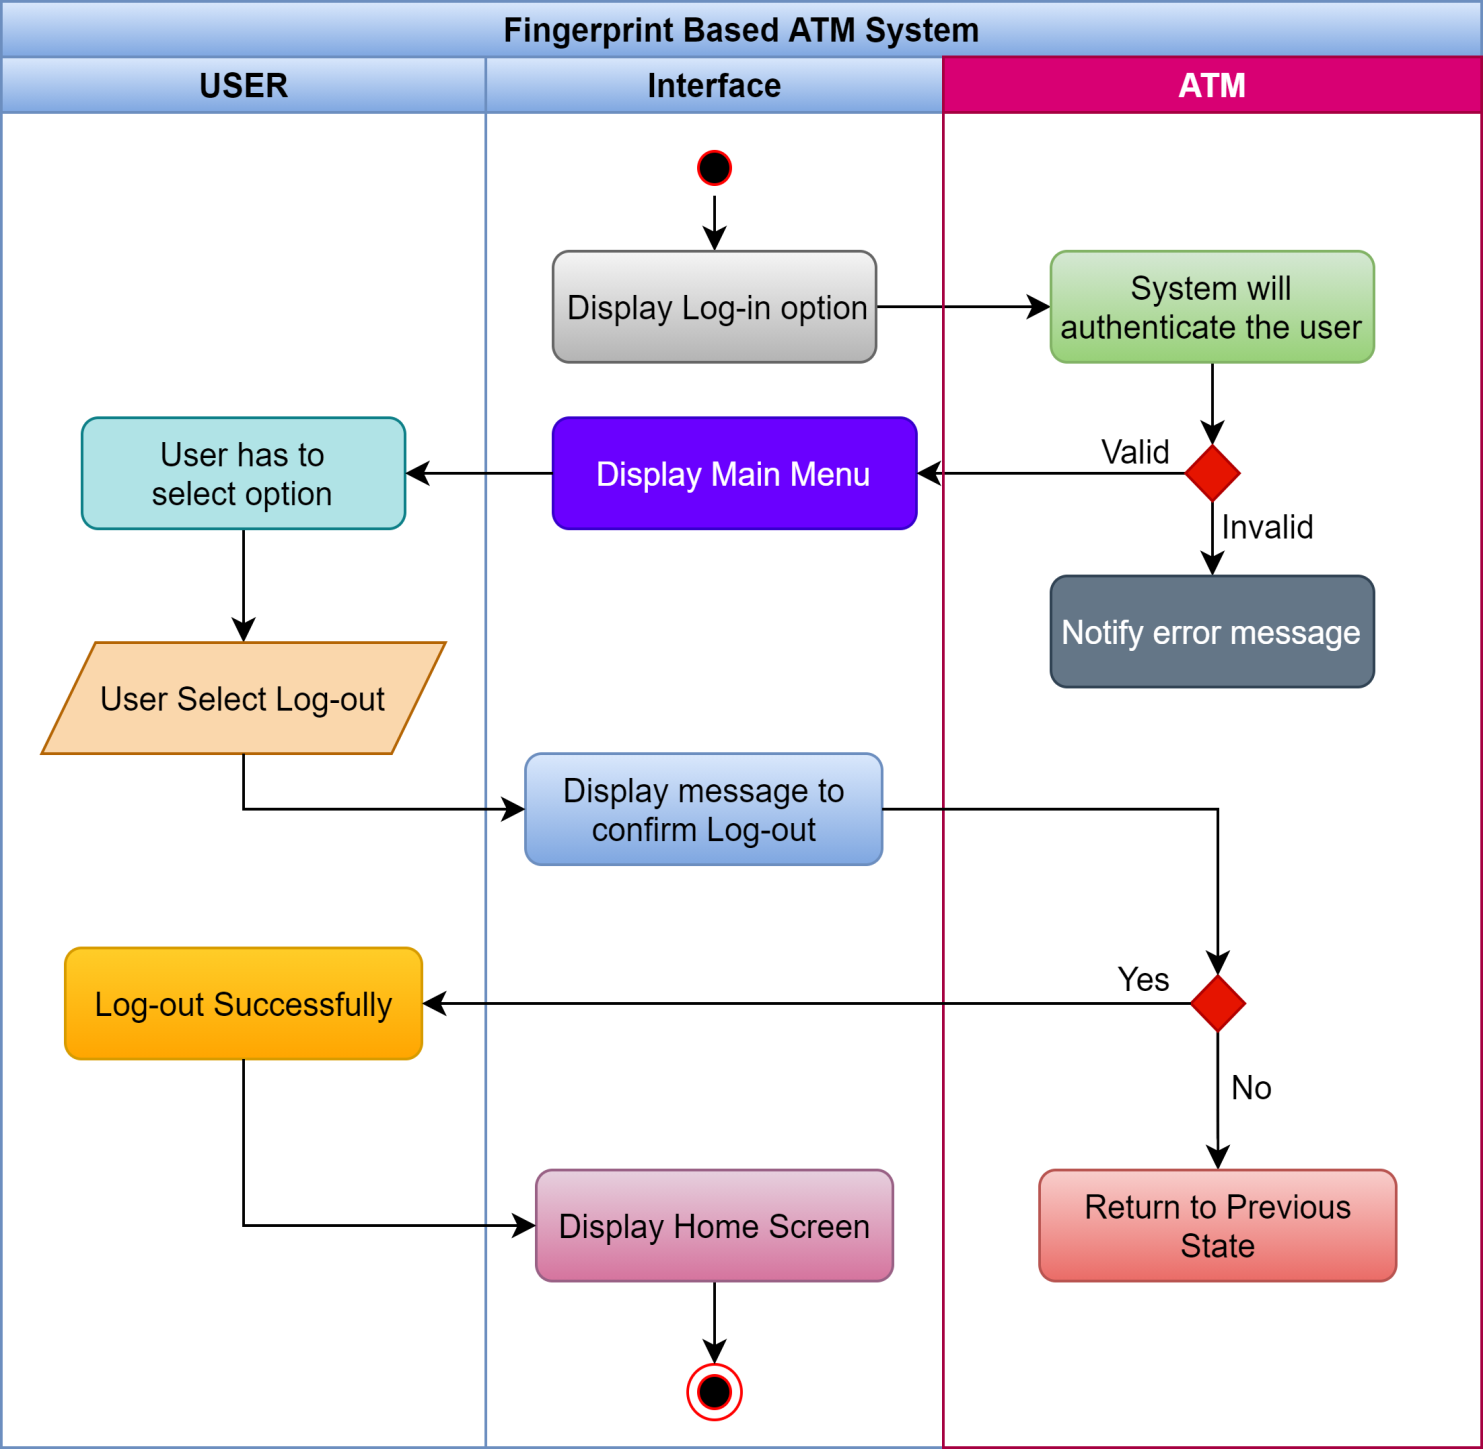 Fingerprint Based ATM System
USER
Interface
ATM
Display Log-in option
System will
authenticate the user
User has to
select option
Display Main Menu
Valid
Invalid
Notify error message
User Select Log-out
Display message to
confirm Log-out
Yes
Log-out Successfully
No
Display Home Screen
Return to Previous
State